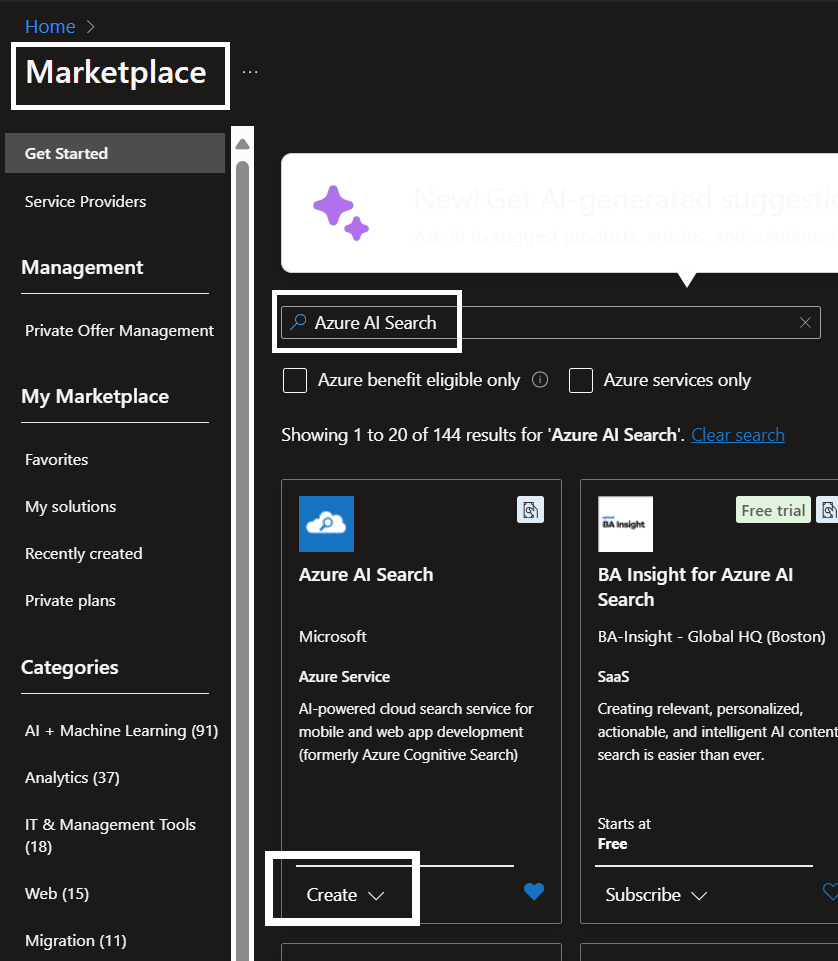 Home
Marketplace
...
Get Started
Service Providers
Management
Private Offer Management
My Marketplace
Favorites
My solutions
Recently created
Private plans
Categories
AI + Machine Learning (91)
Analytics (37)
IT & Management Tools
(18)
Web (15)
Migration (11)
New! Get AI-generated suggestio
Ask AI to suggest products, articles, and solutions
Azure AI Search
Azure benefit eligible only
Azure services only
Showing 1 to 20 of 144 results for 'Azure AI Search'. Clear search
Azure AI Search
Microsoft
Azure Service
AI-powered cloud search service for
mobile and web app development
(formerly Azure Cognitive Search)
Create
BA Insight
Free trial
BA Insight for Azure AI
Search
BA-Insight - Global HQ (Boston)
SaaS
Creating relevant, personalized,
actionable, and intelligent AI content
search is easier than ever.
Starts at
Free
Subscribe